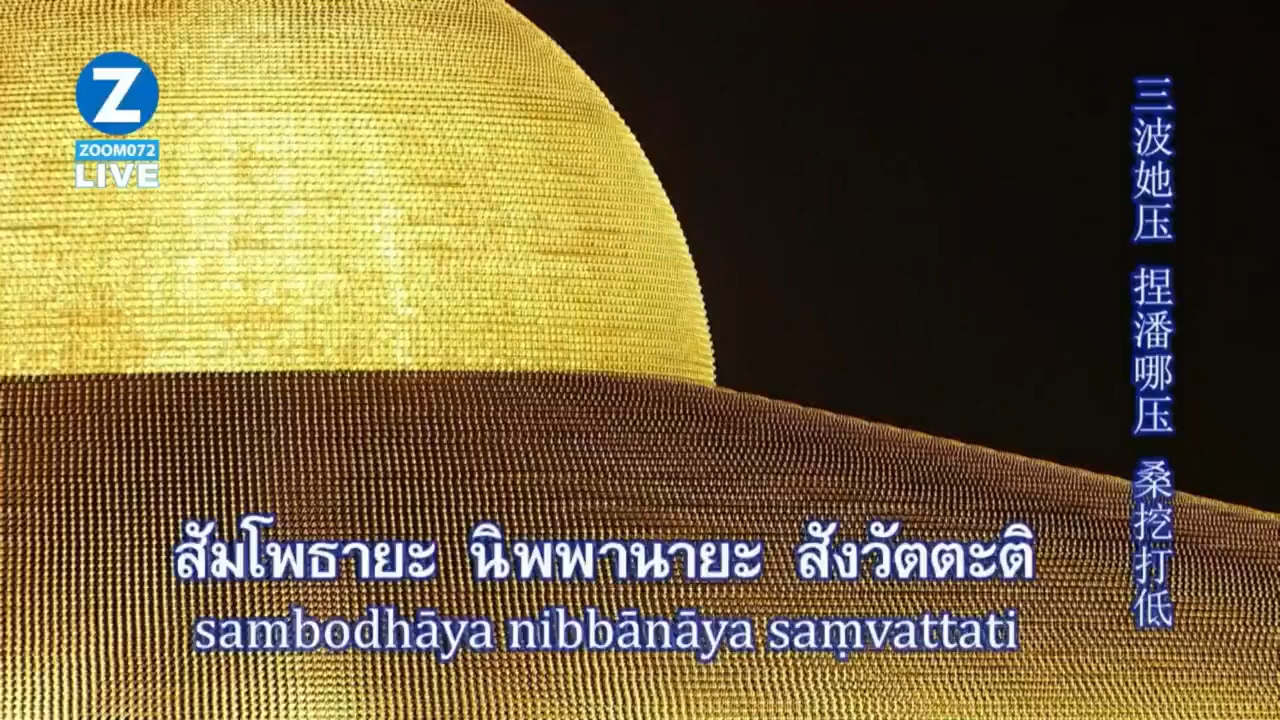 Z
ZOOM072
LIVE
三波她压 捏潘哪压 桑挖打低
สัมโพธายะ นิพพานายะ สังวัตตะติ
sambodhāya nibbānāya saṃvattati